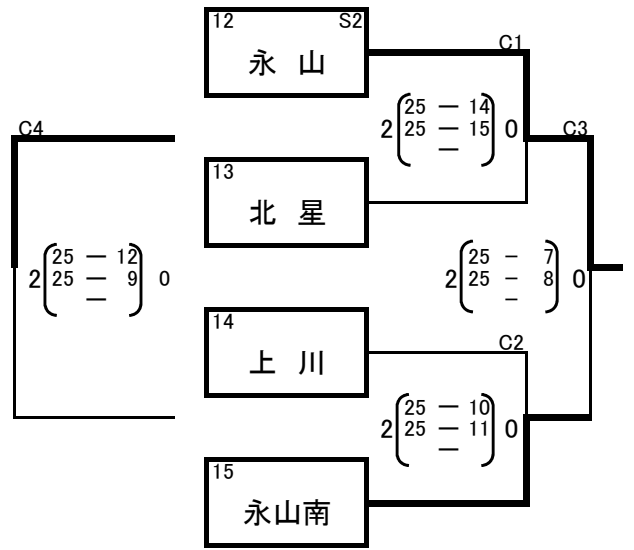 12 S2
永 山
C1
25 — 14
2 25 — 15 0
—
C4
C3
13
北 星
25 — 12
2 25 — 9 0
—
25 - 7
2 25 - 8 0
-
14
上 川
C2
25 — 10
2 25 — 11 0
—
15
永山南